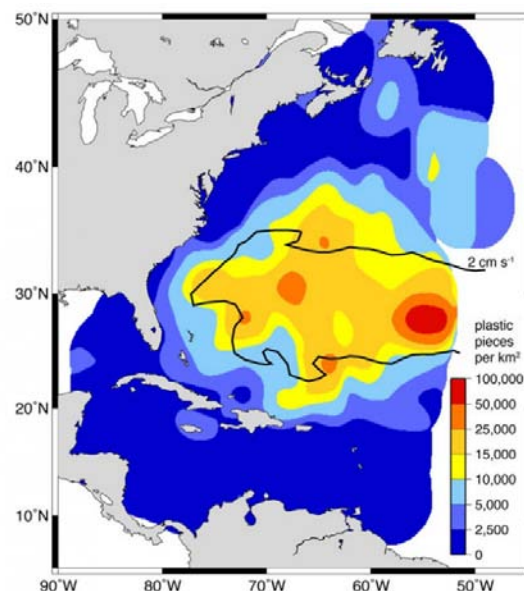 50˚N
40˚N
2 cm s⁻¹
30˚N
plastic
pieces
per km²
100,000
50,000
25,000
20˚N
15,000
10,000
5,000
10˚N
2,500
0
90˚W 80˚W 70˚W 60˚W 50˚W